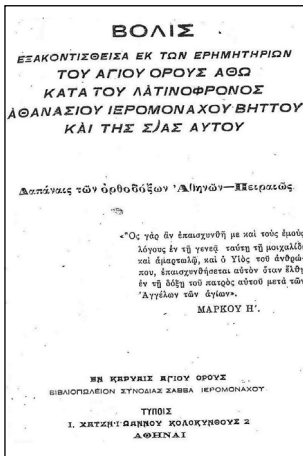 ΒΟΛΙΣ
ΕΞΑΚΟΝΤΙΣΘΕΙΣΑ ΕΚ ΤΩΝ ΕΡΗΜΗΤΗΡΙΩΝ
ΤΟΥ ΑΓΙΟΥ ΟΡΟΥΣ ΑΘΩ
ΚΑΤΑ ΤΟΥ ΛΑΤΙΝΟΦΡΟΝΟΣ
ΑΘΑΝΑΣΙΟΥ ΙΕΡΟΜΟΝΑΧΟΥ ΒΗΤΤΟΥ
ΚΑΙ ΤΗΣ ΣΙΑΣ ΑΥΤΟΥ
Δαπάναις τῶν ὀρθοδόξων Ἀθηνῶν—Πειραιῶς
«Ὃς γὰρ ἂν ἐπαισχυνθῇ με καὶ τοὺς ἐμοὺς
λόγους ἐν τῇ γενεᾷ ταύτῃ τῇ μοιχαλίδι
καὶ ἁμαρτωλῷ, καὶ ὁ Υἱὸς τοῦ ἀνθρώ-
που, ἐπαισχυνθήσεται αὐτὸν ὅταν ἔλθῃ
ἐν τῇ δόξῃ τοῦ πατρὸς αὐτοῦ μετὰ τῶν
Ἀγγέλων τῶν ἁγίων».
ΜΑΡΚΟΥ Η΄.
ΕΝ ΚΑΡΥΑΙΣ ΑΓΙΟΥ ΟΡΟΥΣ
ΒΙΒΛΙΟΠΩΛΕΙΟΝ ΣΥΝΟΔΙΑΣ ΣΑΒΒΑ ΙΕΡΟΜΟΝΑΧΟΥ
ΤΥΠΟΙΣ
Ι. ΧΑΤΖΗ·Ι·ΩΑΝΝΟΥ ΚΟΛΟΚΥΝΘΟΥΣ 2
ΑΘΗΝΑΙ